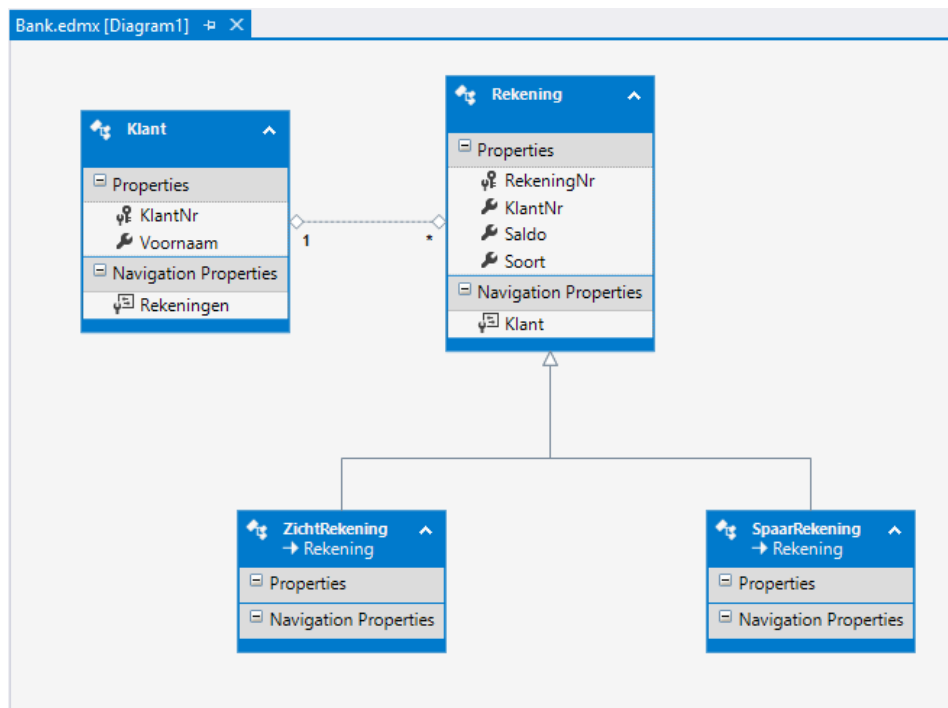 Bank.edmx [Diagram1]
Klant
Properties
KlantNr
Voornaam
Navigation Properties
Rekeningen
1
*
Rekening
Properties
RekeningNr
KlantNr
Saldo
Soort
Navigation Properties
Klant
ZichtRekening
Rekening
Properties
Navigation Properties
SpaarRekening
Rekening
Properties
Navigation Properties